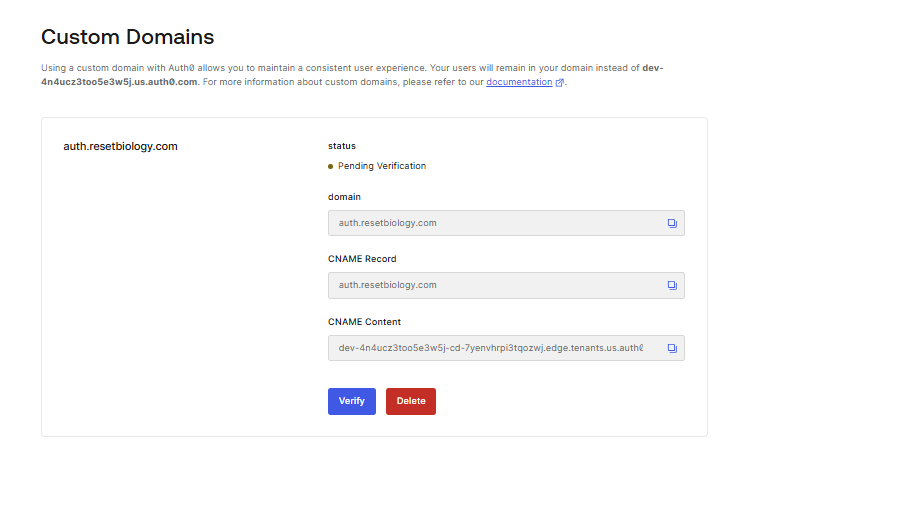 Custom Domains
Using a custom domain with Auth0 allows you to maintain a consistent user experience. Your users will remain in your domain instead of dev-
4n4ucz3too5e3w5j.us.auth0.com. For more information about custom domains, please refer to our documentation.
auth.resetbiology.com
status
Pending Verification
domain
auth.resetbiology.com
CNAME Record
auth.resetbiology.com
CNAME Content
dev-4n4ucz3too5e3w5j-cd-7yenvhrpi3tqozwj.edge.tenants.us.auth0
Verify Delete